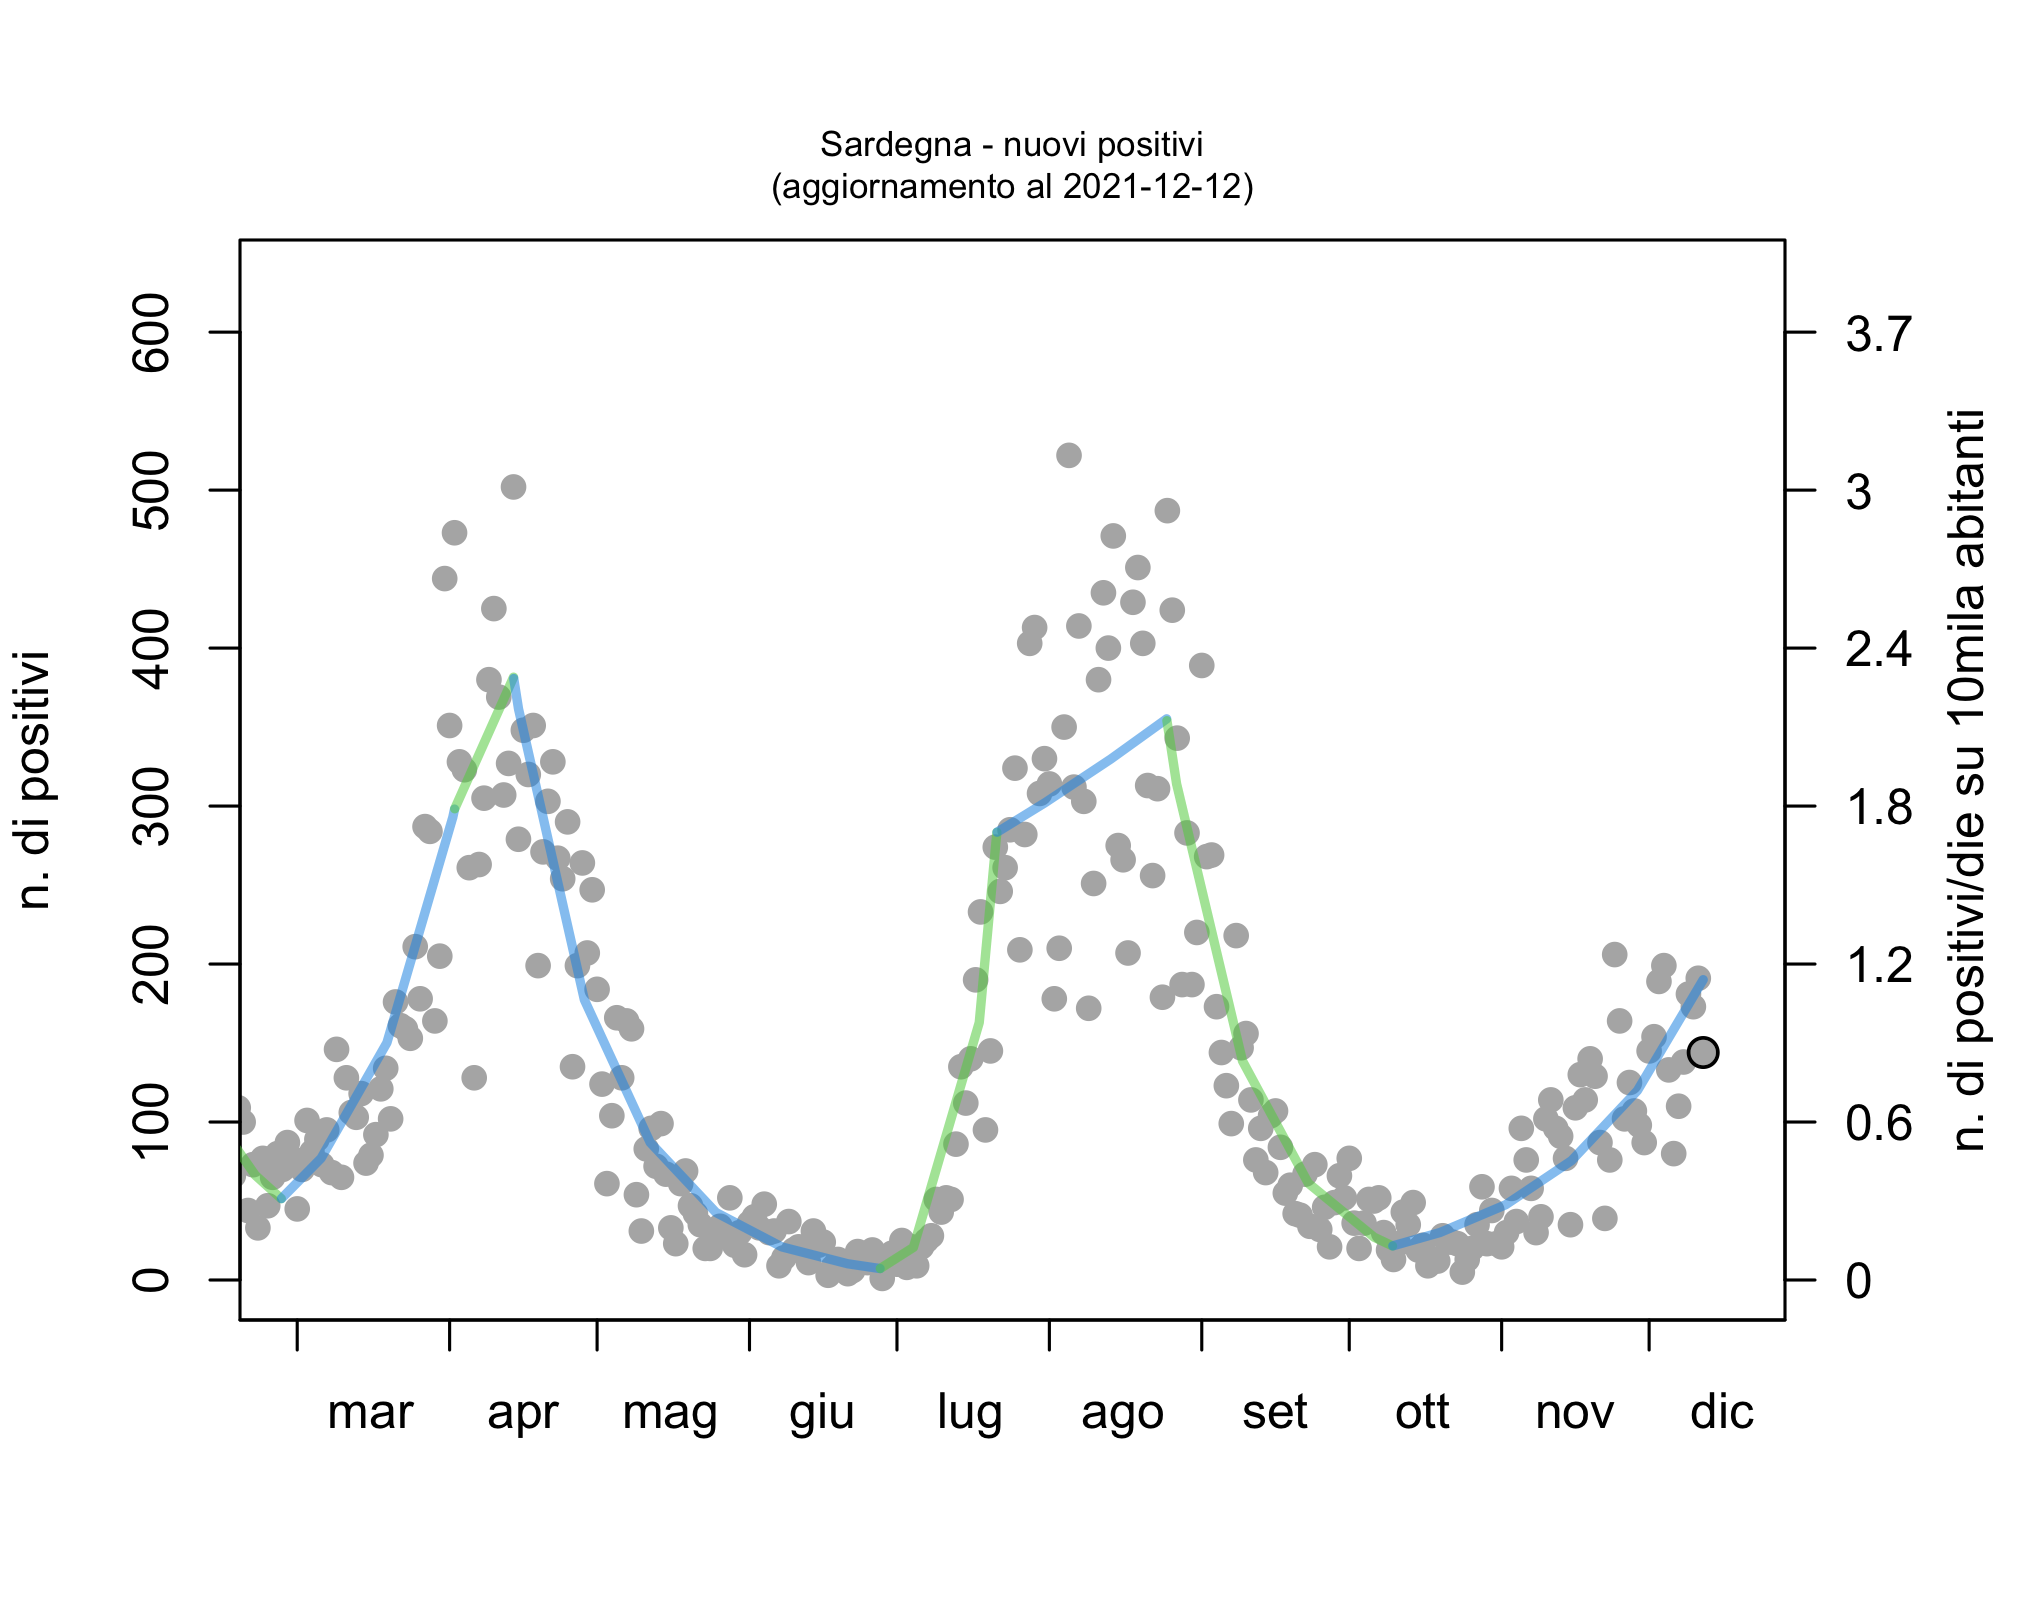 Sardegna - nuovi positivi
(aggiornamento al 2021-12-12)
n. di positivi
600
500
400
300
200
100
0
3.7
3
2.4
1.8
1.2
0.6
0
n. di positivi/die su 10mila abitanti
mar apr mag giu lug ago set ott nov dic